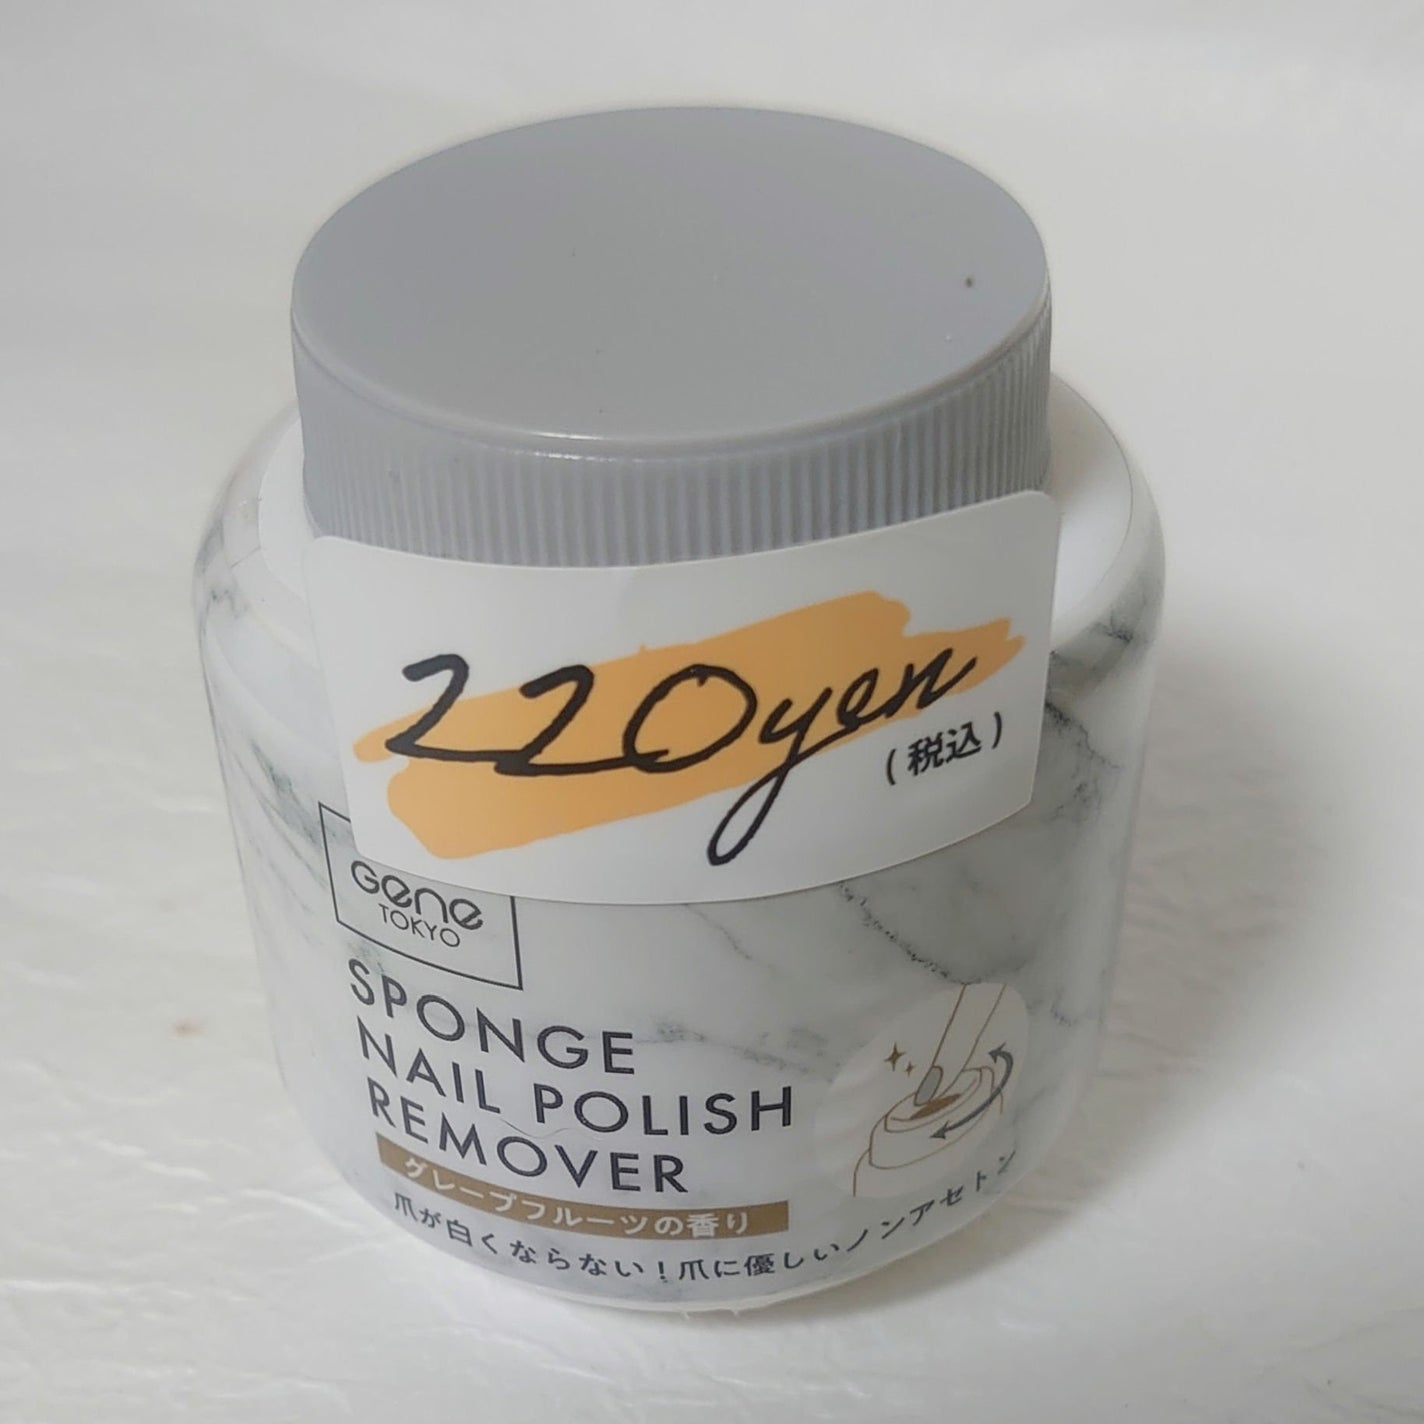 220yen
(税込)
Gene
TOKYO
SPONGE
NAIL POLISH
REMOVER
グレープフルーツの香り
爪が白くならない！爪に優しいノンアセトン